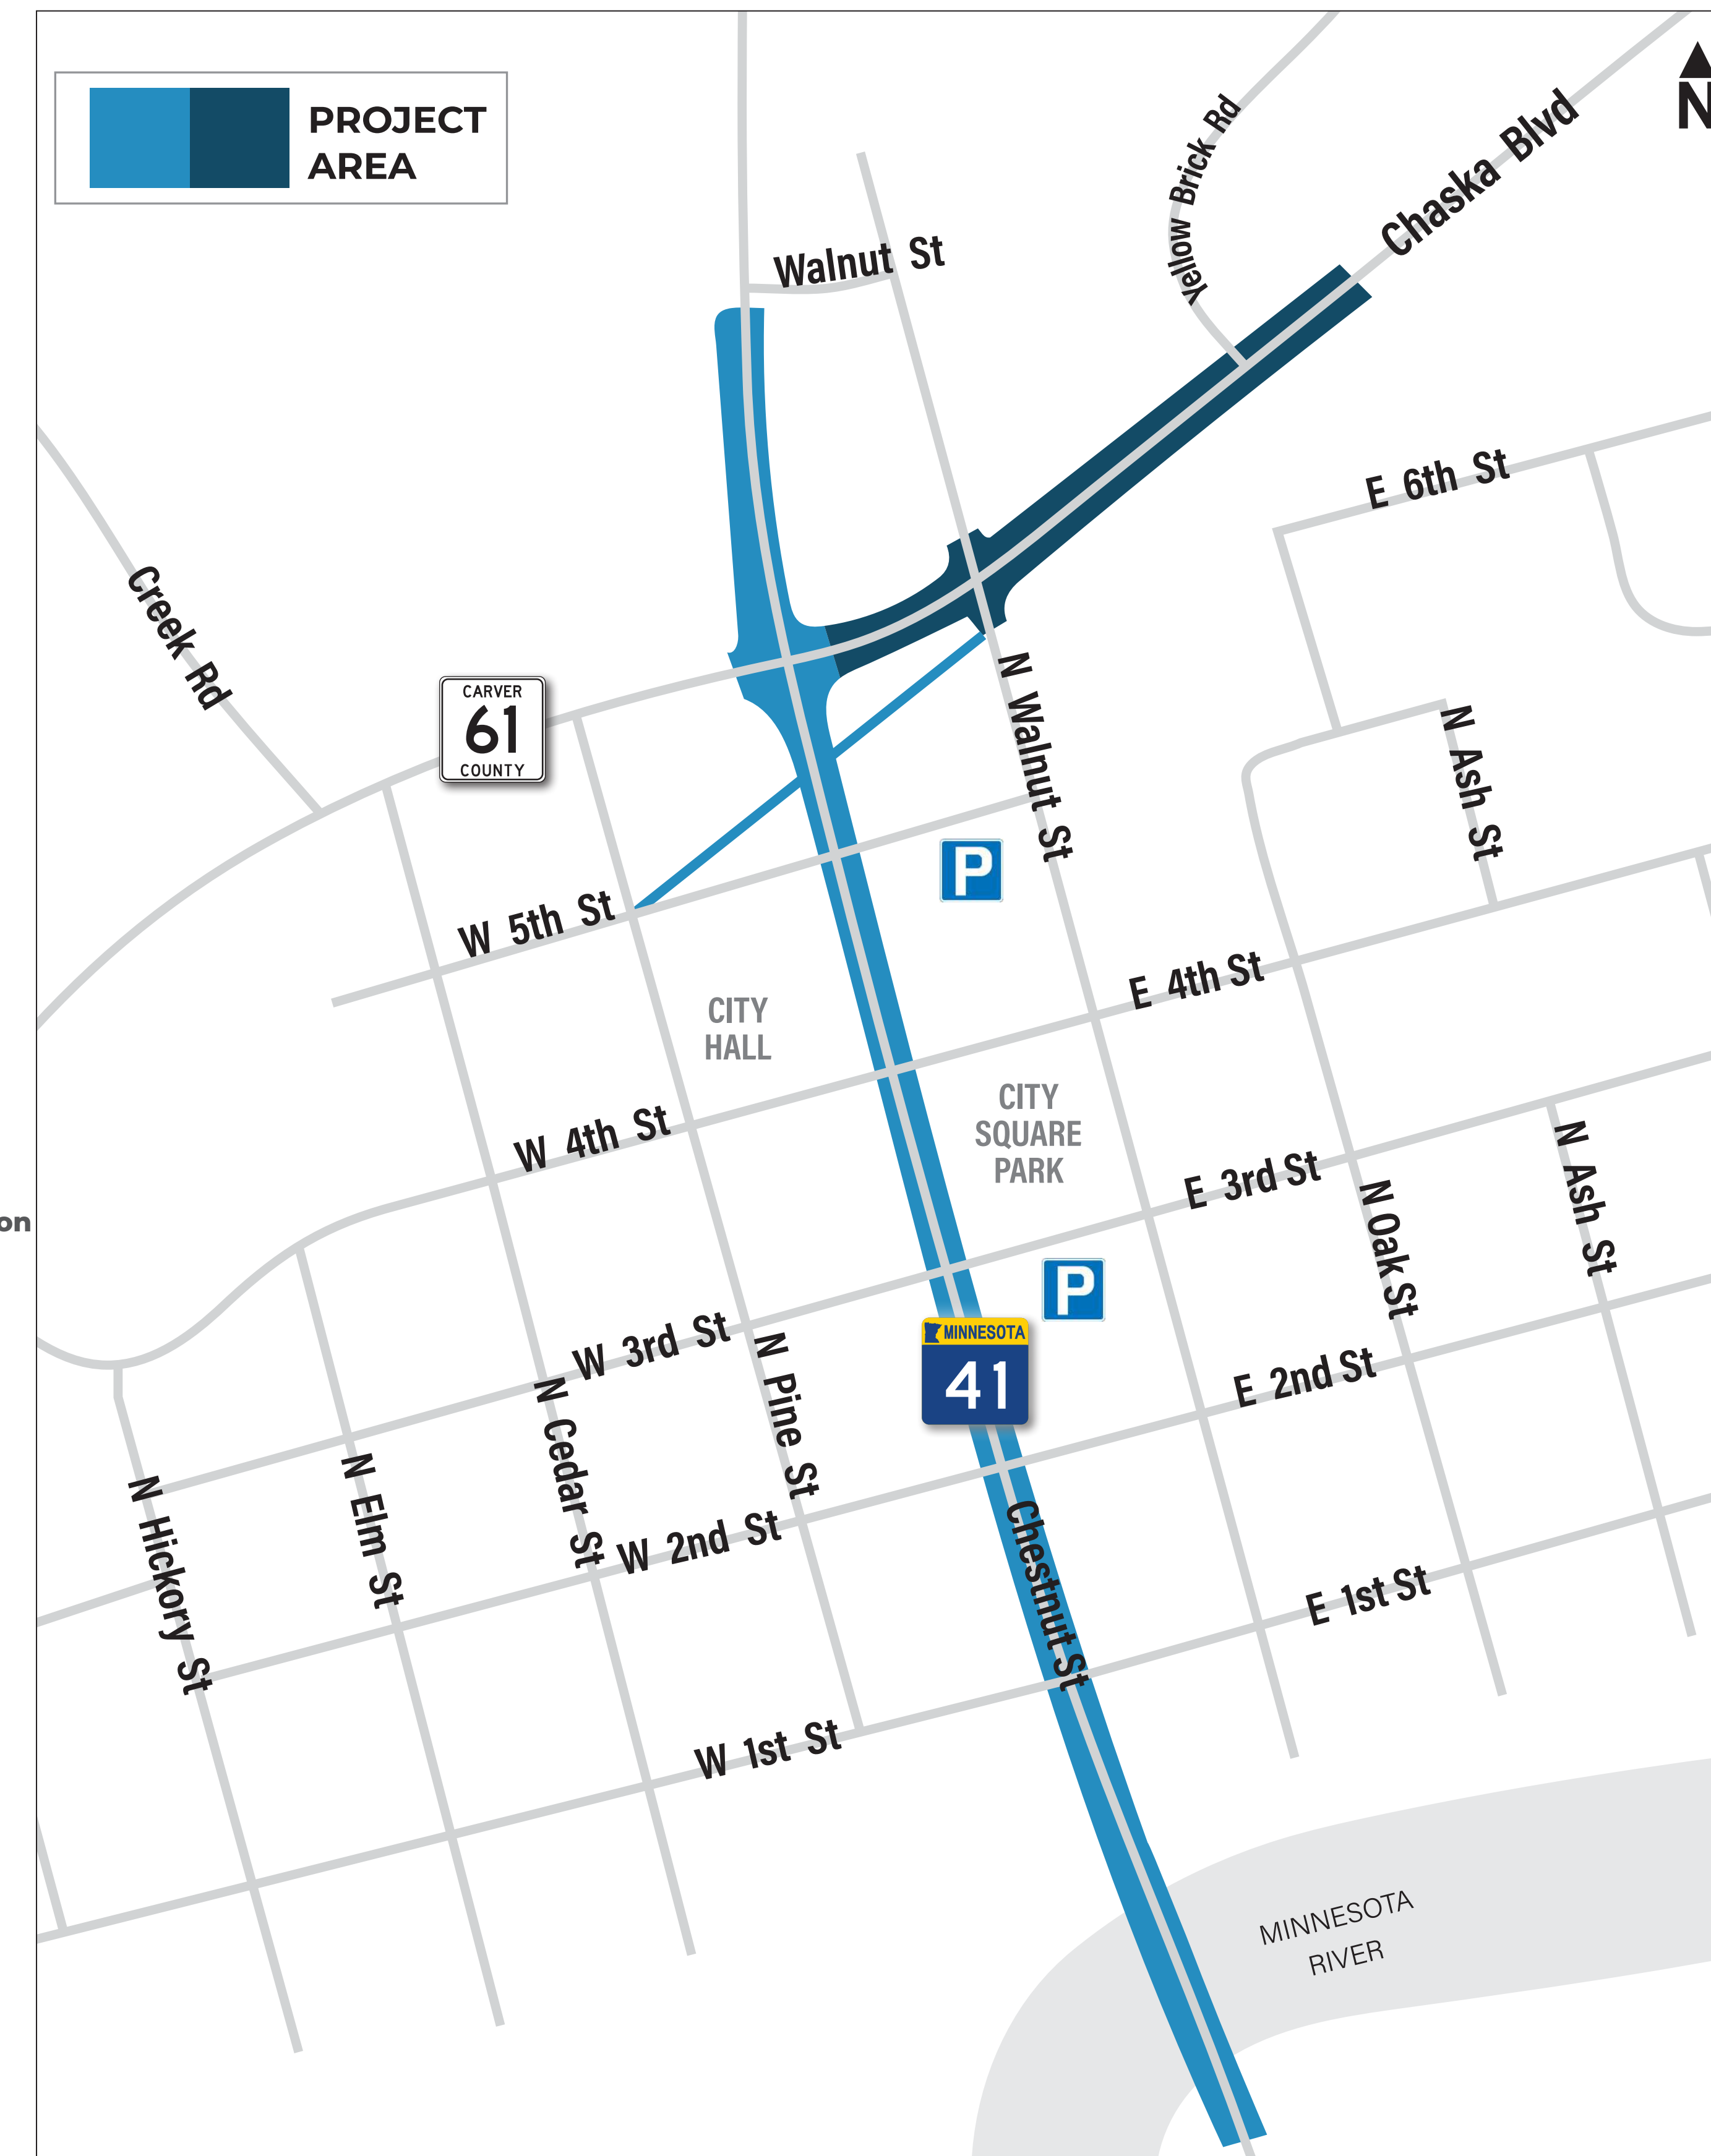 PROJECT
AREA
N
Yellow Brick Rd
Chaska Blvd
Walnut St
E 6th St
Creek Rd
CARVER
61
COUNTY
N Walnut St
N Ash St
P
W 5th St
E 4th St
CITY
HALL
CITY
SQUARE
PARK
W 4th St
E 3rd St
N Ash St
N Oak St
on
P
MINNESOTA
41
W 3rd St
N Pine St
E 2nd St
N Cedar St
N Elm St
N Hickory St
W 2nd St
Chestnut St
E 1st St
W 1st St
MINNESOTA
RIVER